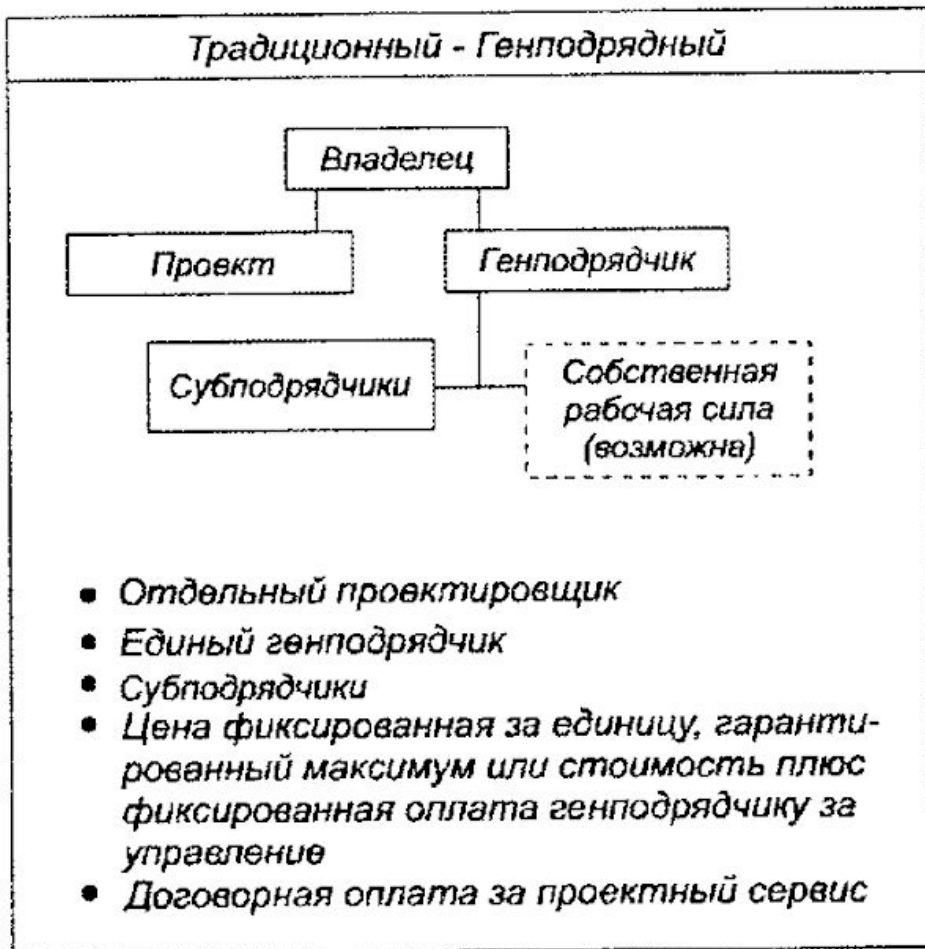 Традиционный - Генподрядный
Владелец
Проект
Генподрядчик
Субподрядчики
Собственная
рабочая сила
(возможна)
• Отдельный проектировщик
• Единый генподрядчик
• Субподрядчики
• Цена фиксированная за единицу, гаранти-
рованный максимум или стоимость плюс
фиксированная оплата генподрядчику за
управление
• Договорная оплата за проектный сервис